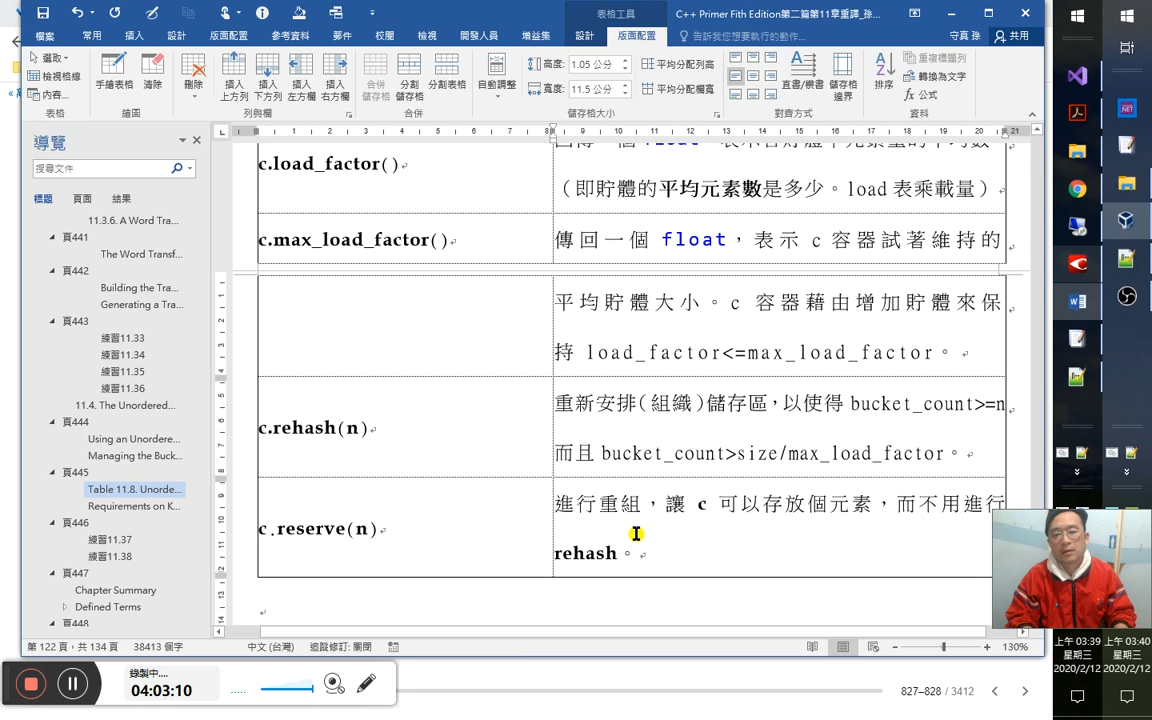 表格工具
C++ Primer Fith Edition第二篇第11章重譯_孫...
檔案
常用
插入
設計
版面配置
參考資料
郵件
校閱
檢視
開發人員
增益集
設計
版面配置
告訴我您想要執行的動作...
守真 孫
共用
選取
檢視格線
內容...
手繪表格
清除
刪除
插入上方列
插入下方列
插入左方欄
插入右方欄
合併儲存格
分割儲存格
分割表格
自動調整
高度: 1.05 公分
寬度: 11.5 公分
平均分配列高
平均分配欄寬
直書/橫書
儲存格邊界
排序
重複標題列
轉換為文字
公式
表格
繪圖
列與欄
合併
儲存格大小
對齊方式
資料
導覽
搜尋文件
標題
頁面
結果
11.3.6. A Word Tra...
頁441
The Word Transf...
頁442
Building the Tra...
Generating a Tra...
頁443
練習11.33
練習11.34
練習11.35
練習11.36
11.4. The Unordered...
頁444
Using an Unordere...
Managing the Buck...
頁445
Table 11.8. Unorde...
Requirements on K...
頁446
練習11.37
練習11.38
頁447
Chapter Summary
Defined Terms
頁448
c.load_factor()
（即貯體的平均元素數是多少。load 表乘載量）
c.max_load_factor()
傳回一個 float，表示 c 容器試著維持的
平均貯體大小。c 容器藉由增加貯體來保
持 load_factor<=max_load_factor。
c.rehash(n)
重新安排（組織）儲存區，以使得 bucket_count>=n
而且 bucket_count>size/max_load_factor。
c.reserve(n)
進行重組，讓 c 可以存放個元素，而不用進行
rehash。
第 122 頁，共 134 頁
38413 個字
中文 (台灣)
追蹤修訂: 關閉
130%
錄製中....
04:03:10
827–828 / 3412
上午 03:39
星期三
2020/2/12
上午 03:40
星期三
2020/2/12